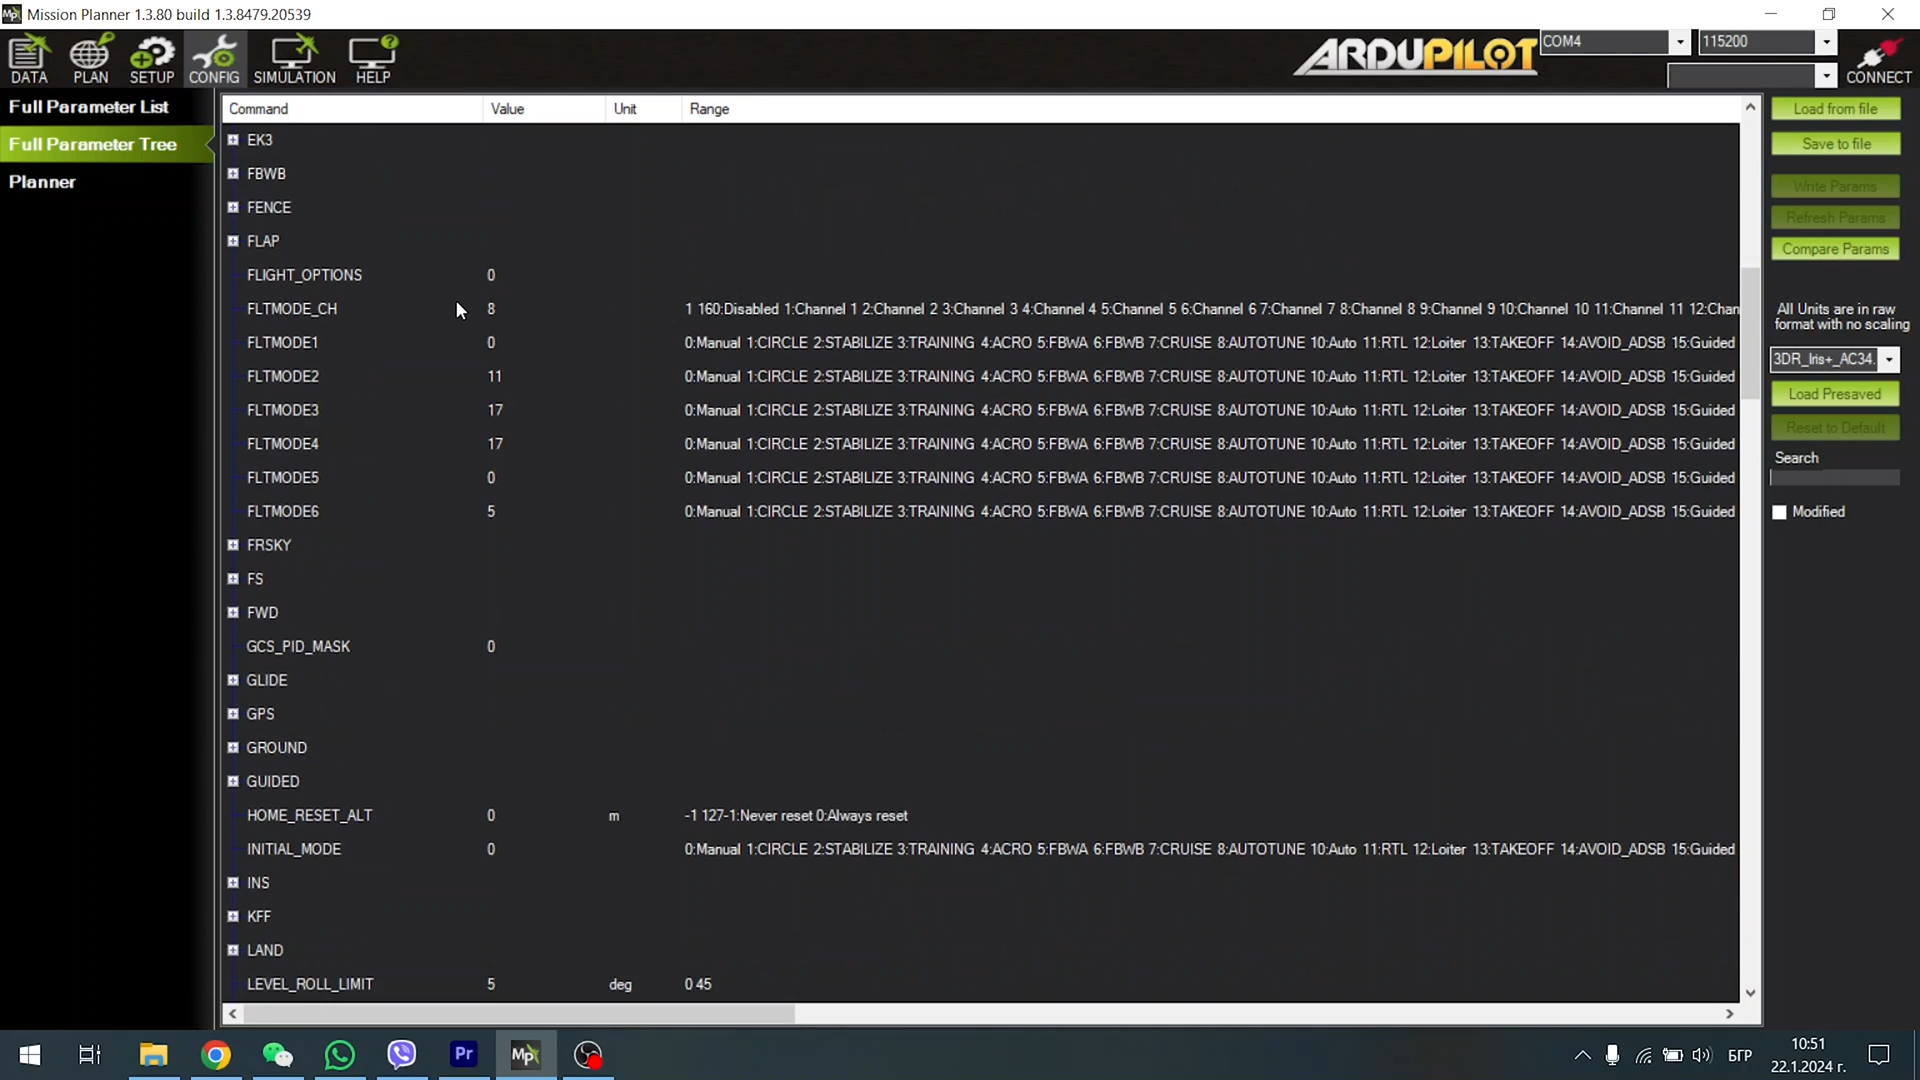 Mission Planner 1.3.80 build 1.3.8479.20539
DATA PLAN SETUP CONFIG SIMULATION HELP
ARDUPILOT COM4 115200 CONNECT
Full Parameter List
Full Parameter Tree
Planner
Command Value Unit Range
EK3
FBWB
FENCE
FLAP
FLIGHT_OPTIONS 0
FLTMODE_CH 8 1 160:Disabled 1:Channel 1 2:Channel 2 3:Channel 3 4:Channel 4 5:Channel 5 6:Channel 6 7:Channel 7 8:Channel 8 9:Channel 9 10:Channel 10 11:Channel 11 12:Chan
FLTMODE1 0 0:Manual 1:CIRCLE 2:STABILIZE 3:TRAINING 4:ACRO 5:FBWA 6:FBWB 7:CRUISE 8:AUTOTUNE 10:Auto 11:RTL 12:Loiter 13:TAKEOFF 14:AVOID_ADSB 15:Guided
FLTMODE2 11 0:Manual 1:CIRCLE 2:STABILIZE 3:TRAINING 4:ACRO 5:FBWA 6:FBWB 7:CRUISE 8:AUTOTUNE 10:Auto 11:RTL 12:Loiter 13:TAKEOFF 14:AVOID_ADSB 15:Guided
FLTMODE3 17 0:Manual 1:CIRCLE 2:STABILIZE 3:TRAINING 4:ACRO 5:FBWA 6:FBWB 7:CRUISE 8:AUTOTUNE 10:Auto 11:RTL 12:Loiter 13:TAKEOFF 14:AVOID_ADSB 15:Guided
FLTMODE4 17 0:Manual 1:CIRCLE 2:STABILIZE 3:TRAINING 4:ACRO 5:FBWA 6:FBWB 7:CRUISE 8:AUTOTUNE 10:Auto 11:RTL 12:Loiter 13:TAKEOFF 14:AVOID_ADSB 15:Guided
FLTMODE5 0 0:Manual 1:CIRCLE 2:STABILIZE 3:TRAINING 4:ACRO 5:FBWA 6:FBWB 7:CRUISE 8:AUTOTUNE 10:Auto 11:RTL 12:Loiter 13:TAKEOFF 14:AVOID_ADSB 15:Guided
FLTMODE6 5 0:Manual 1:CIRCLE 2:STABILIZE 3:TRAINING 4:ACRO 5:FBWA 6:FBWB 7:CRUISE 8:AUTOTUNE 10:Auto 11:RTL 12:Loiter 13:TAKEOFF 14:AVOID_ADSB 15:Guided
FRSKY
FS
FWD
GCS_PID_MASK 0
GLIDE
GPS
GROUND
GUIDED
HOME_RESET_ALT 0 m -1 127-1:Never reset 0:Always reset
INITIAL_MODE 0 0:Manual 1:CIRCLE 2:STABILIZE 3:TRAINING 4:ACRO 5:FBWA 6:FBWB 7:CRUISE 8:AUTOTUNE 10:Auto 11:RTL 12:Loiter 13:TAKEOFF 14:AVOID_ADSB 15:Guided
INS
KFF
LAND
LEVEL_ROLL_LIMIT 5 deg 0 45
Load from file
Save to file
Write Params
Refresh Params
Compare Params
All Units are in raw
format with no scaling
3DR_Iris+_AC34.
Load Presaved
Reset to Default
Search
Modified
Pr
Mp
БГР
10:51
22.1.2024 г.